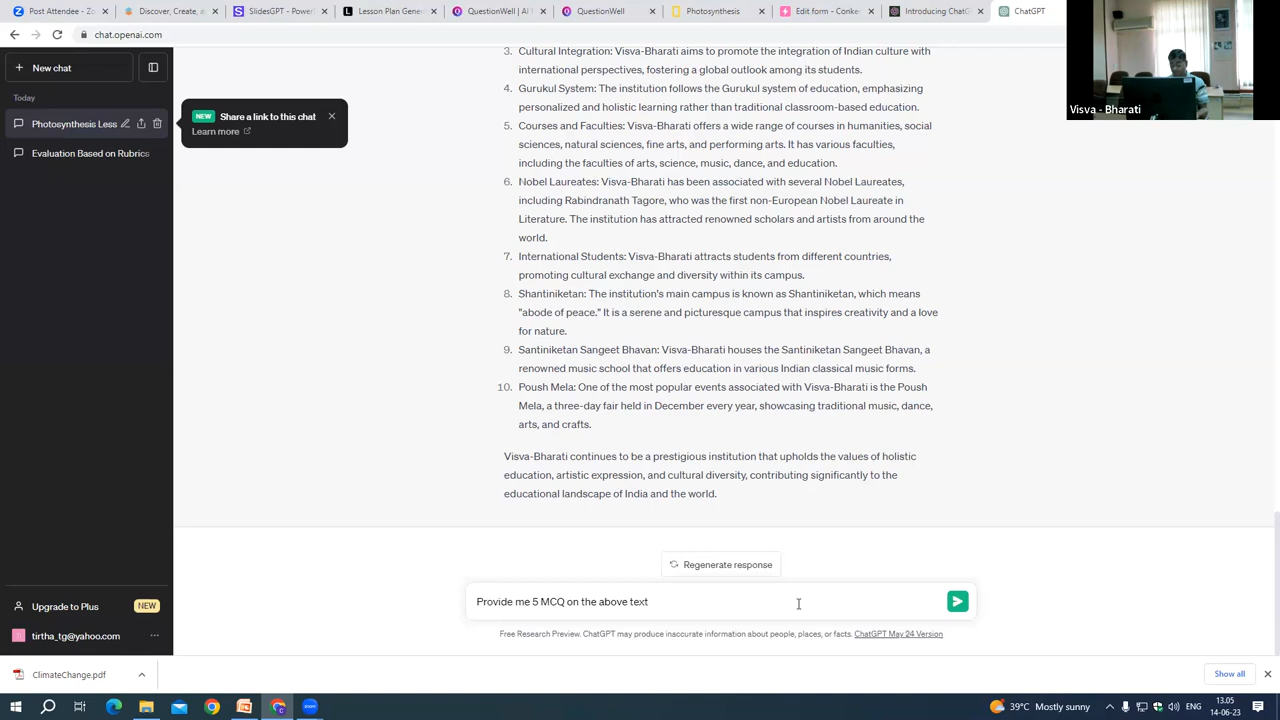 Post Attendee - Zo
Discover, Create, a
SlidesGPT - PowerP
Lesson Plan Gener
QuestionWell | AI
QuestionWell
Photosynthesis
Edit form - Conke
Introducing ChatG
ChatGPT
chat.openai.com
New chat
Today
Photosynthesis Less
Evaluation Based on Rubrics
NEW Share a link to this chat
Learn more
3. Cultural Integration: Visva-Bharati aims to promote the integration of Indian culture with
international perspectives, fostering a global outlook among its students.
4. Gurukul System: The institution follows the Gurukul system of education, emphasizing
personalized and holistic learning rather than traditional classroom-based education.
5. Courses and Faculties: Visva-Bharati offers a wide range of courses in humanities, social
sciences, natural sciences, fine arts, and performing arts. It has various faculties,
including the faculties of arts, science, music, dance, and education.
6. Nobel Laureates: Visva-Bharati has been associated with several Nobel Laureates,
including Rabindranath Tagore, who was the first non-European Nobel Laureate in
Literature. The institution has attracted renowned scholars and artists from around the
world.
7. International Students: Visva-Bharati attracts students from different countries,
promoting cultural exchange and diversity within its campus.
8. Shantiniketan: The institution's main campus is known as Shantiniketan, which means
"abode of peace." It is a serene and picturesque campus that inspires creativity and a love
for nature.
9. Santiniketan Sangeet Bhavan: Visva-Bharati houses the Santiniketan Sangeet Bhavan, a
renowned music school that offers education in various Indian classical music forms.
10. Poush Mela: One of the most popular events associated with Visva-Bharati is the Poush
Mela, a three-day fair held in December every year, showcasing traditional music, dance,
arts, and crafts.
Visva-Bharati continues to be a prestigious institution that upholds the values of holistic
education, artistic expression, and cultural diversity, contributing significantly to the
educational landscape of India and the world.
Visva - Bharati
Regenerate response
Provide me 5 MCQ on the above text
Free Research Preview. ChatGPT may produce inaccurate information about people, places, or facts. ChatGPT May 24 Version
Upgrade to Plus NEW
tirtha_tg@yahoo.com
ClimateChange.pdf
Show all
39°C Mostly sunny
ENG
13.05
14-06-23